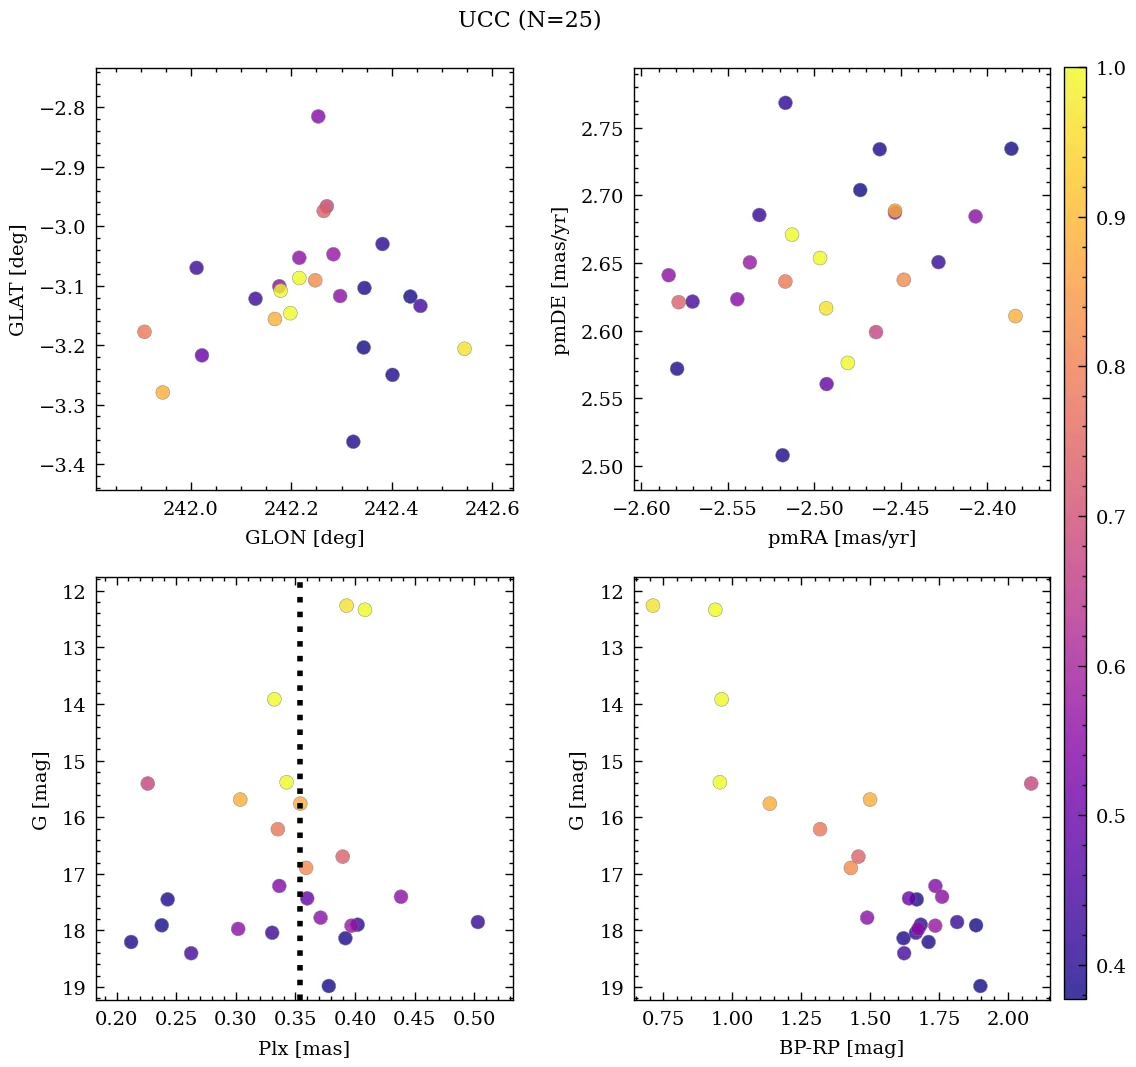 UCC (N=25)
−2.8
−2.9
−3.0
−3.1
−3.2
−3.3
−3.4
GLAT [deg]
242.0 242.2 242.4 242.6
GLON [deg]
2.75
2.70
2.65
2.60
2.55
2.50
pmDE [mas/yr]
−2.60 −2.55 −2.50 −2.45 −2.40
pmRA [mas/yr]
12
13
14
15
16
17
18
19
G [mag]
0.20 0.25 0.30 0.35 0.40 0.45 0.50
Plx [mas]
12
13
14
15
16
17
18
19
G [mag]
0.75 1.00 1.25 1.50 1.75 2.00
BP-RP [mag]
1.0
0.9
0.8
0.7
0.6
0.5
0.4